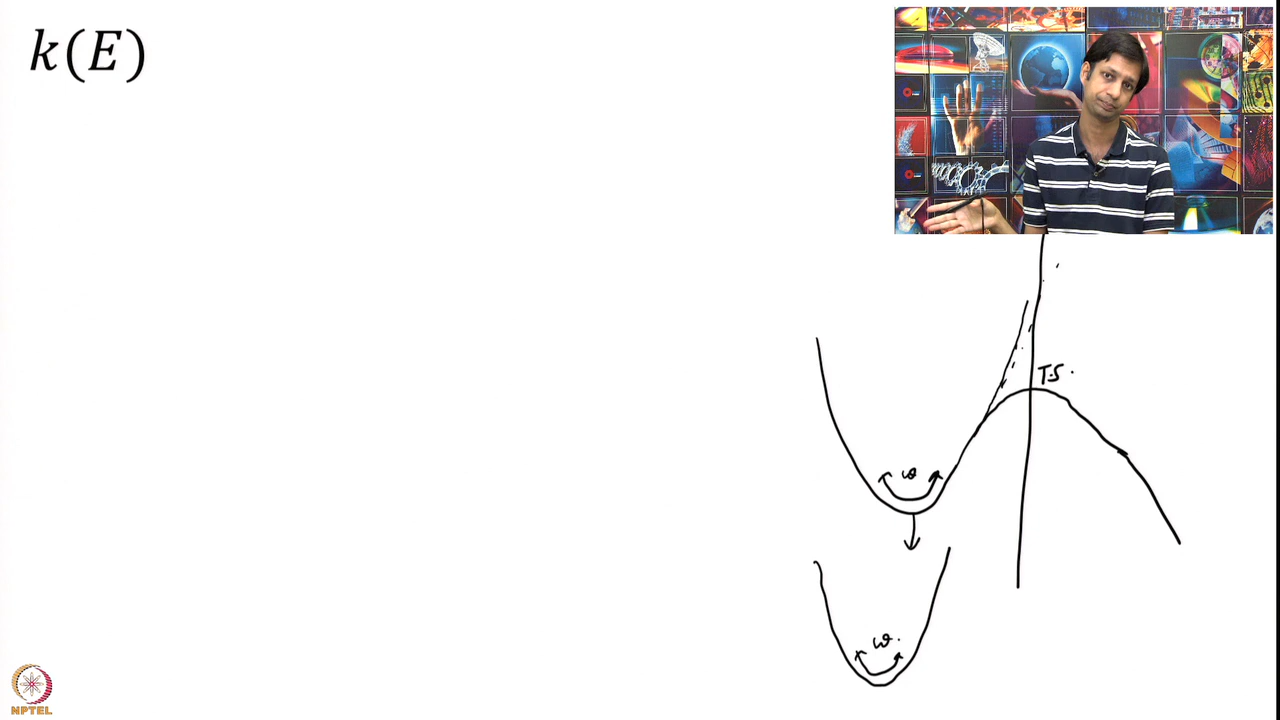 k(E)
T.S.
ω
ω.
NPTEL